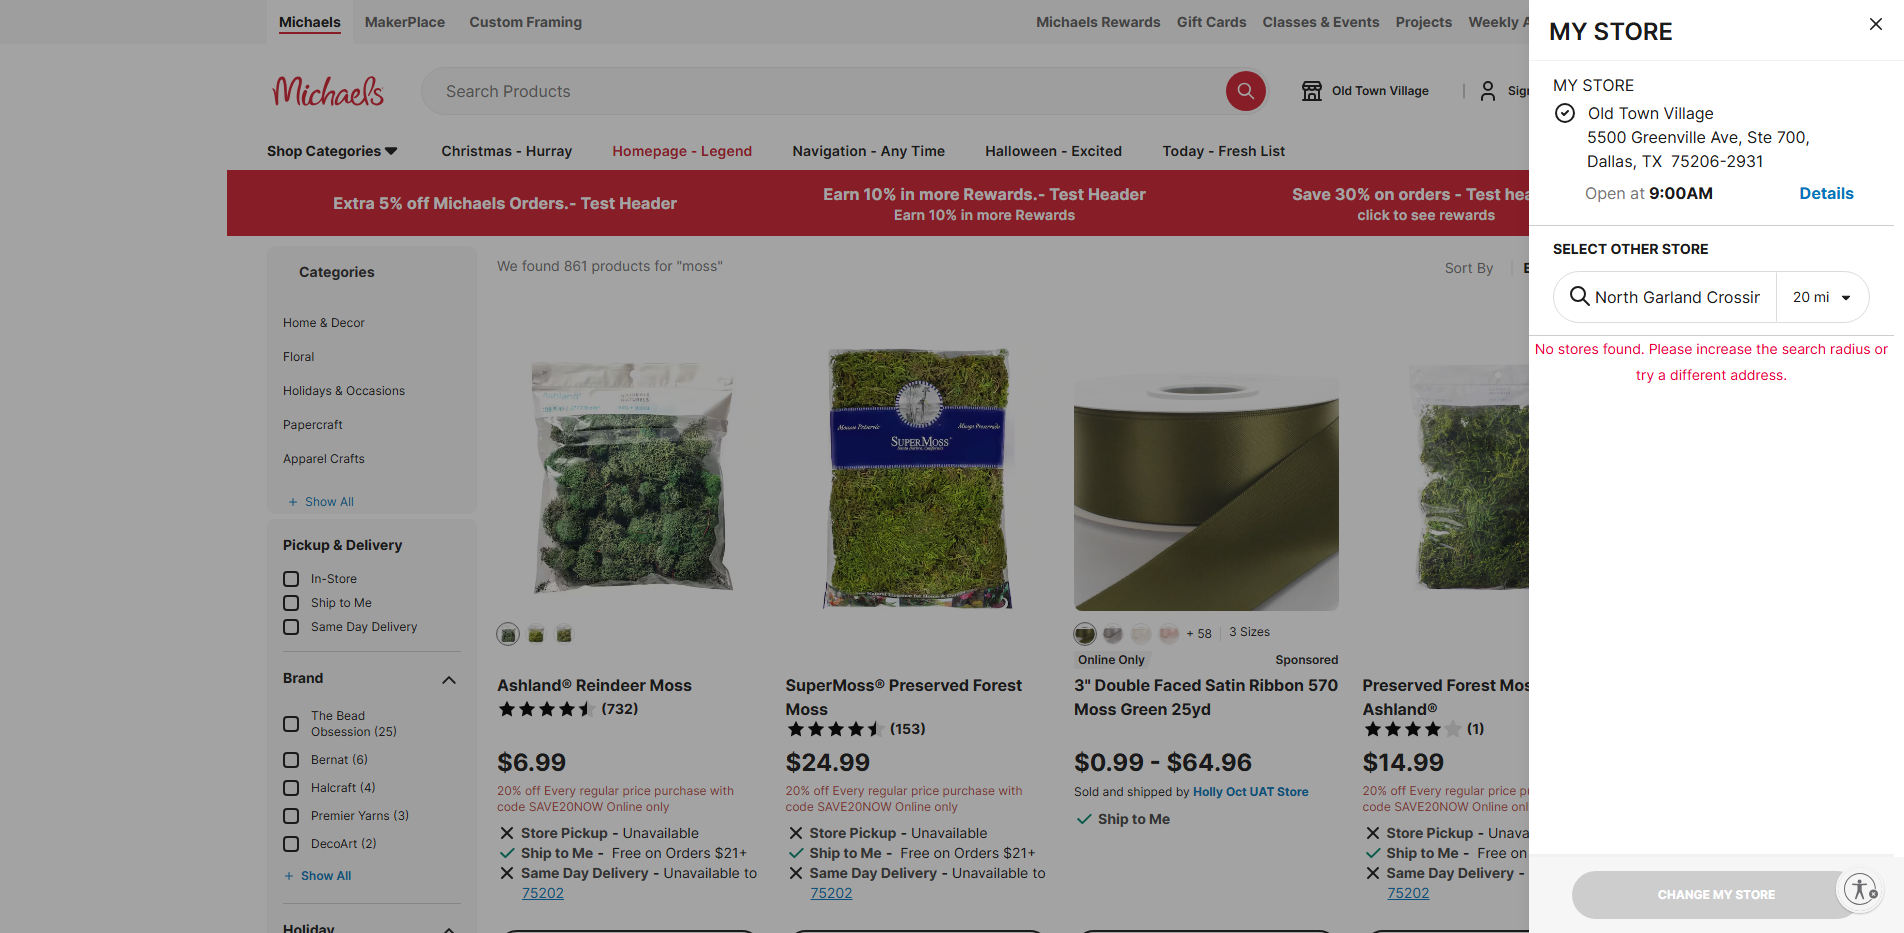 Michaels
MakerPlace
Custom Framing
Michaels Rewards
Gift Cards
Classes & Events
Projects
Weekly
Michaels
Search Products
Old Town Village
Shop Categories
Christmas - Hurray
Homepage - Legend
Navigation - Any Time
Halloween - Excited
Today - Fresh List
Extra 5% off Michaels Orders.- Test Header
Earn 10% in more Rewards.- Test Header
Earn 10% in more Rewards
Save 30% on orders - Test
click to see rewards
Categories
Home & Decor
Floral
Holidays & Occasions
Papercraft
Apparel Crafts
+ Show All
Pickup & Delivery
In-Store
Ship to Me
Same Day Delivery
Brand
The Bead
Obsession (25)
Bernat (6)
Halcraft (4)
Premier Yarns (3)
DecoArt (2)
+ Show All
Holiday
We found 861 products for "moss"
Sort By
Ashland®
Ashland® Reindeer Moss
(732)
$6.99
20% off Every regular price purchase with
code SAVE20NOW Online only
Store Pickup - Unavailable
Ship to Me - Free on Orders $21+
Same Day Delivery - Unavailable to
75202
Mousse Préservée
Musgo Preservado
SUPERMOSS
SuperMoss® Preserved Forest
Moss
(153)
$24.99
20% off Every regular price purchase with
code SAVE20NOW Online only
Store Pickup - Unavailable
Ship to Me - Free on Orders $21+
Same Day Delivery - Unavailable to
75202
+ 58
3 Sizes
Online Only
Sponsored
3" Double Faced Satin Ribbon 570
Moss Green 25yd
$0.99 - $64.96
Sold and shipped by Holly Oct UAT Store
Ship to Me
Preserved Forest
Ashland®
(1)
$14.99
20% off Every regular price
code SAVE20NOW Online
Store Pickup -
Ship to Me - Free on
Same Day Delivery -
75202
MY STORE
MY STORE
Old Town Village
5500 Greenville Ave, Ste 700,
Dallas, TX 75206-2931
Open at 9:00AM
Details
SELECT OTHER STORE
North Garland Crossin
20 mi
No stores found. Please increase the search radius or
try a different address.
CHANGE MY STORE